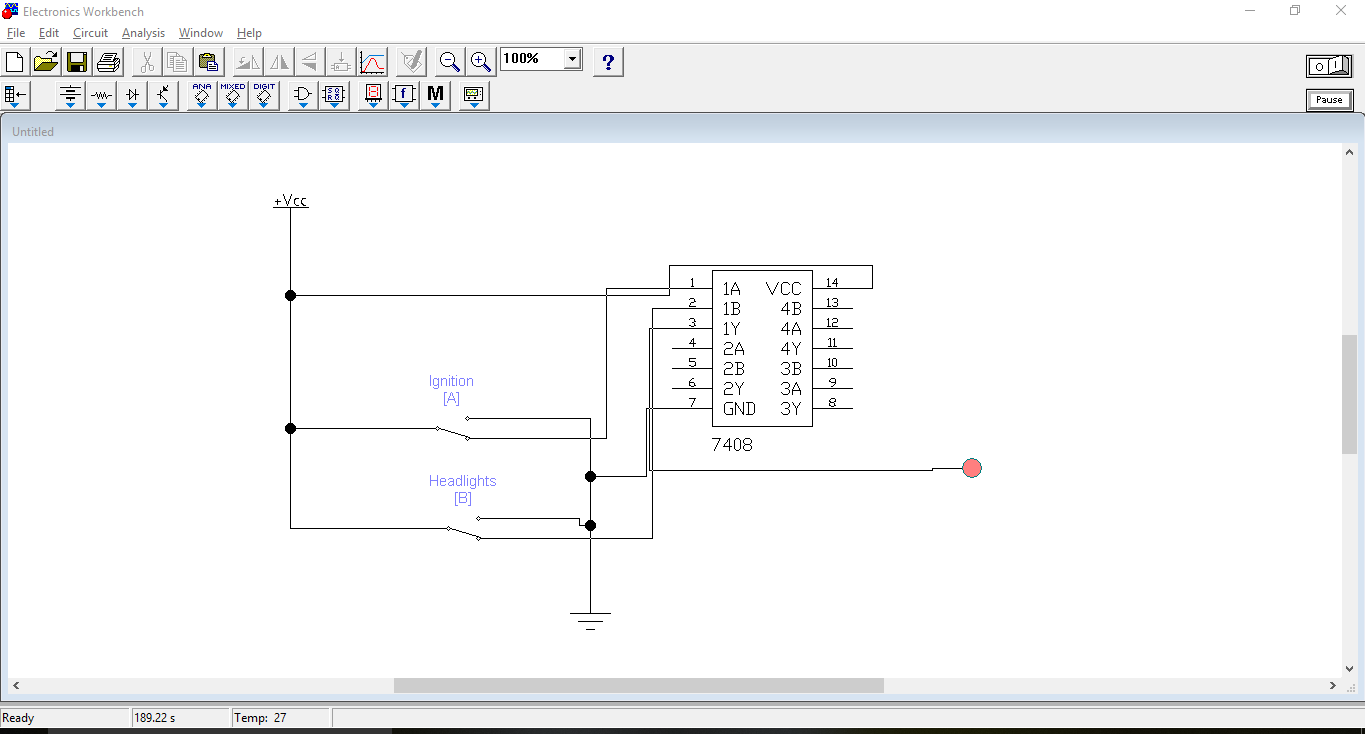 Electronics Workbench
File Edit Circuit Analysis Window Help
100%
?
O I
ANA MIXED DIGIT
f
M
Pause
Untitled
+Vcc
1 1A VCC 14
2 1B 4B 13
3 1Y 4A 12
4 2A 4Y 11
5 2B 3B 10
6 2Y 3A 9
7 GND 3Y 8
7408
Ignition
[A]
Headlights
[B]
Ready 189.22 s Temp: 27